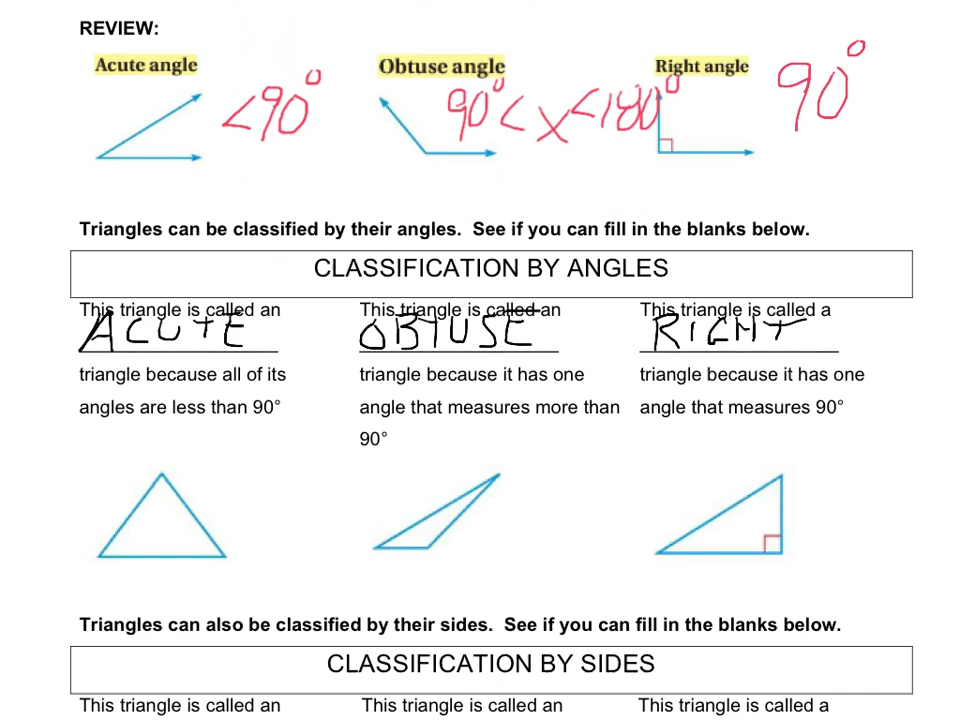 REVIEW:
Acute angle
<90°
Obtuse angle
90°< x <180°
Right angle
90°
Triangles can be classified by their angles. See if you can fill in the blanks below.
CLASSIFICATION BY ANGLES
This triangle is called an
ACUTE
triangle because all of its
angles are less than 90°
This triangle is called an
OBTUSE
triangle because it has one
angle that measures more than
90°
This triangle is called a
RIGHT
triangle because it has one
angle that measures 90°
Triangles can also be classified by their sides. See if you can fill in the blanks below.
CLASSIFICATION BY SIDES
This triangle is called an
This triangle is called an
This triangle is called a